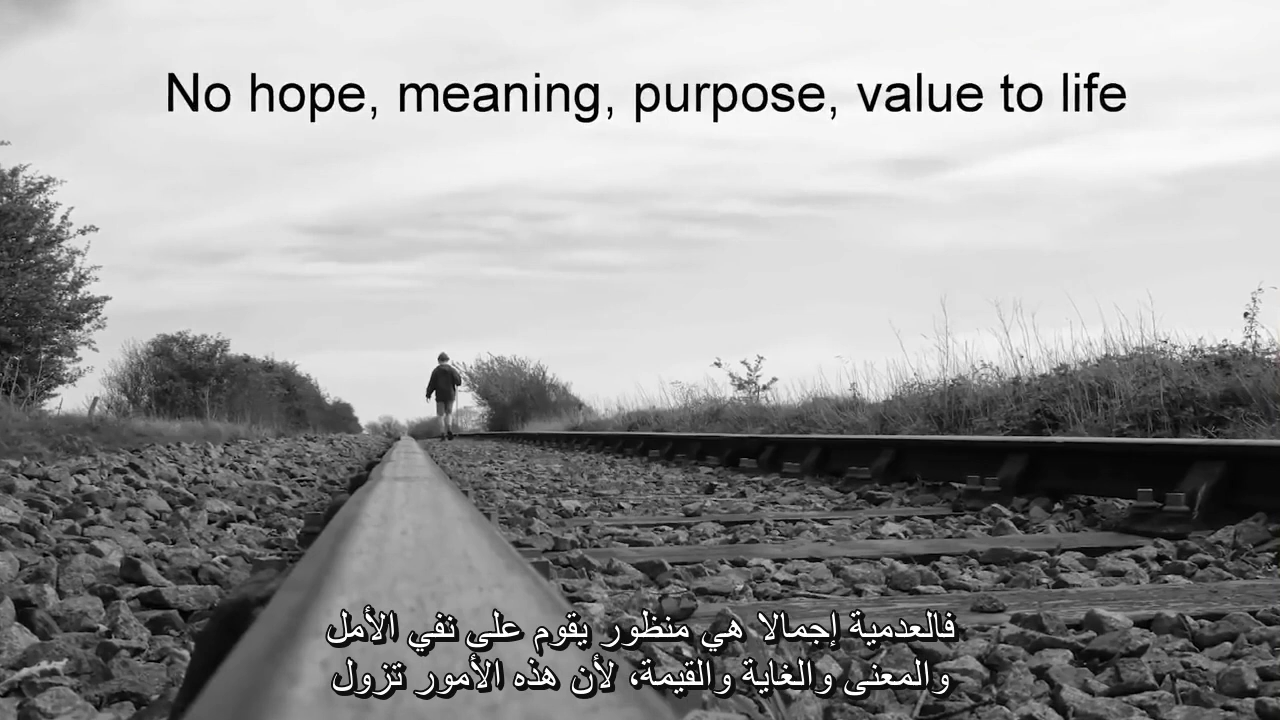 No hope, meaning, purpose, value to life
فالعدمية إجمالا هي منظور يقوم على نفي الأمل
والمعنى والغاية والقيمة، لأن هذه الأمور تزول